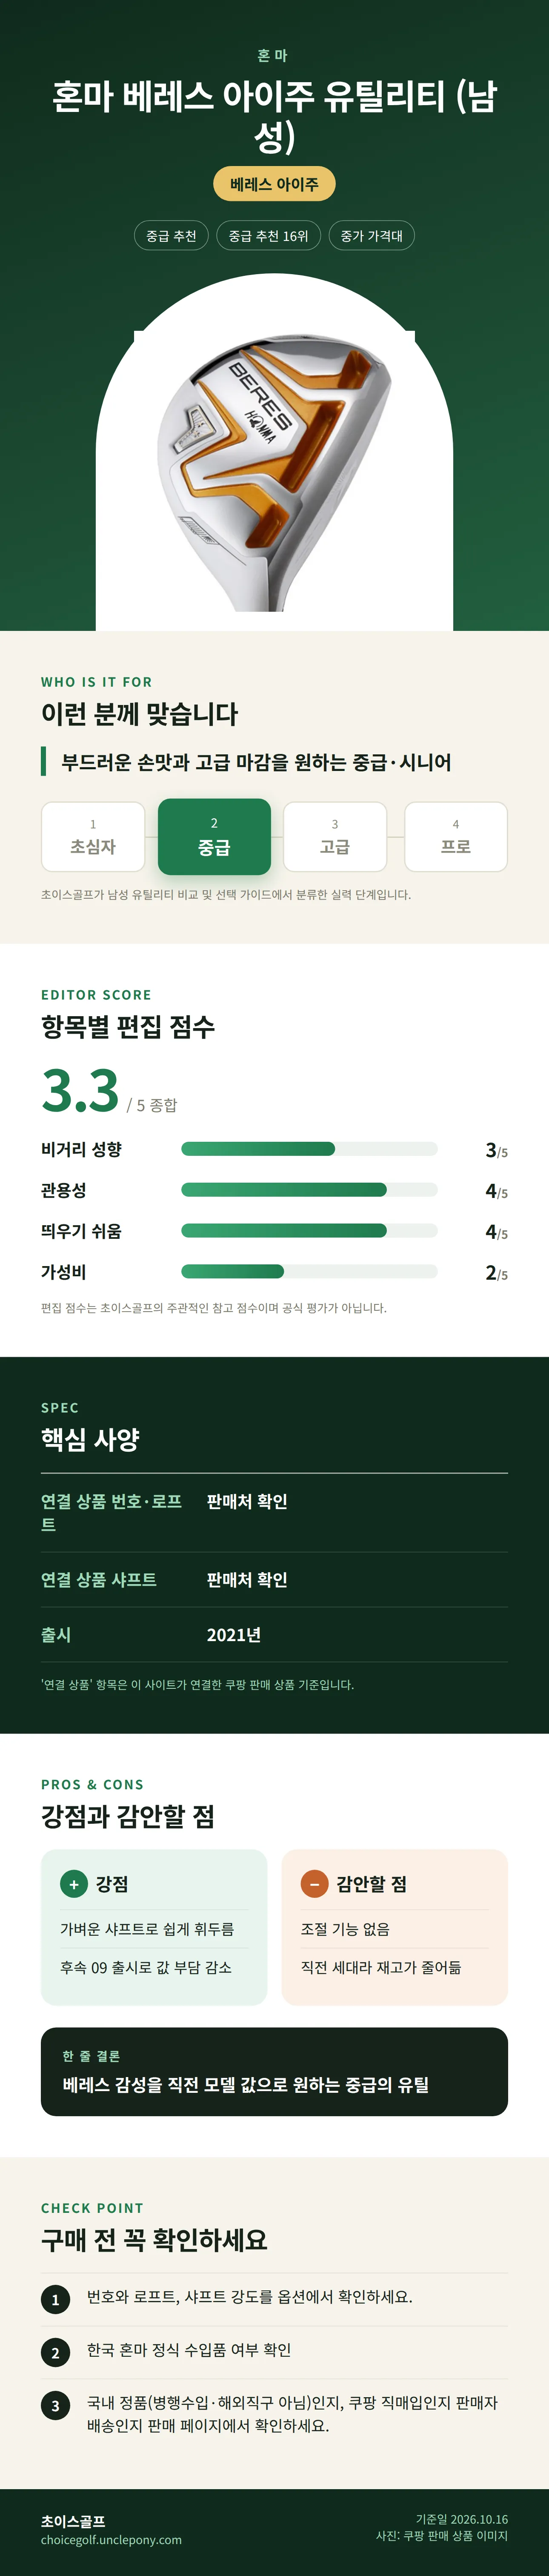 혼마
혼마 베레스 아이주 유틸리티 (남
성)
베레스 아이주
중급 추천
중급 추천 16위
중가 가격대
BERES
HONMA
WHO IS IT FOR
이런 분께 맞습니다
부드러운 손맛과 고급 마감을 원하는 중급·시니어
1
초심자
2
중급
3
고급
4
프로
초이스골프가 남성 유틸리티 비교 및 선택 가이드에서 분류한 실력 단계입니다.
EDITOR SCORE
항목별 편집 점수
3.3 / 5 종합
비거리 성향 3/5
관용성 4/5
띄우기 쉬움 4/5
가성비 2/5
편집 점수는 초이스골프의 주관적인 참고 점수이며 공식 평가가 아닙니다.
SPEC
핵심 사양
연결 상품 번호·로프
트
판매처 확인
연결 상품 샤프트 판매처 확인
출시 2021년
'연결 상품' 항목은 이 사이트가 연결한 쿠팡 판매 상품 기준입니다.
PROS & CONS
강점과 감안할 점
+ 강점
가벼운 샤프트로 쉽게 휘두름
후속 09 출시로 값 부담 감소
− 감안할 점
조절 기능 없음
직전 세대라 재고가 줄어듦
한 줄 결론
베레스 감성을 직전 모델 값으로 원하는 중급의 유틸
CHECK POINT
구매 전 꼭 확인하세요
1 번호와 로프트, 샤프트 강도를 옵션에서 확인하세요.
2 한국 혼마 정식 수입품 여부 확인
3 국내 정품(병행수입·해외직구 아님)인지, 쿠팡 직매입인지 판매자
배송인지 판매 페이지에서 확인하세요.
초이스골프
choicegolf.unclepony.com
기준일 2026.10.16
사진: 쿠팡 판매 상품 이미지